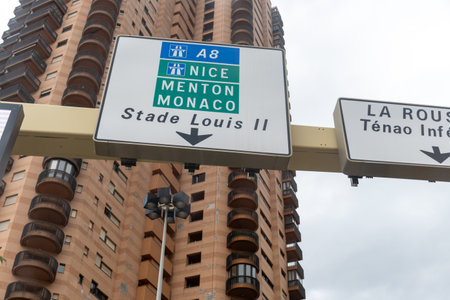 A8
NICE
MENTON
MONACO
Stade Louis II
LA ROUS
Ténao Infé